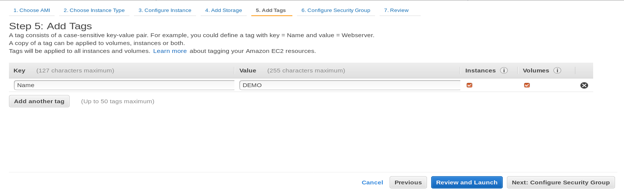 1. Choose AMI 2. Choose Instance Type 3. Configure Instance 4. Add Storage 5. Add Tags 6. Configure Security Group 7. Review
Step 5: Add Tags
A tag consists of a case-sensitive key-value pair. For example, you could define a tag with key = Name and value = Webserver.
A copy of a tag can be applied to volumes, instances or both.
Tags will be applied to all instances and volumes. Learn more about tagging your Amazon EC2 resources.
Key (127 characters maximum) Value (255 characters maximum) Instances Volumes
Name DEMO
Add another tag (Up to 50 tags maximum)
Cancel Previous Review and Launch Next: Configure Security Group